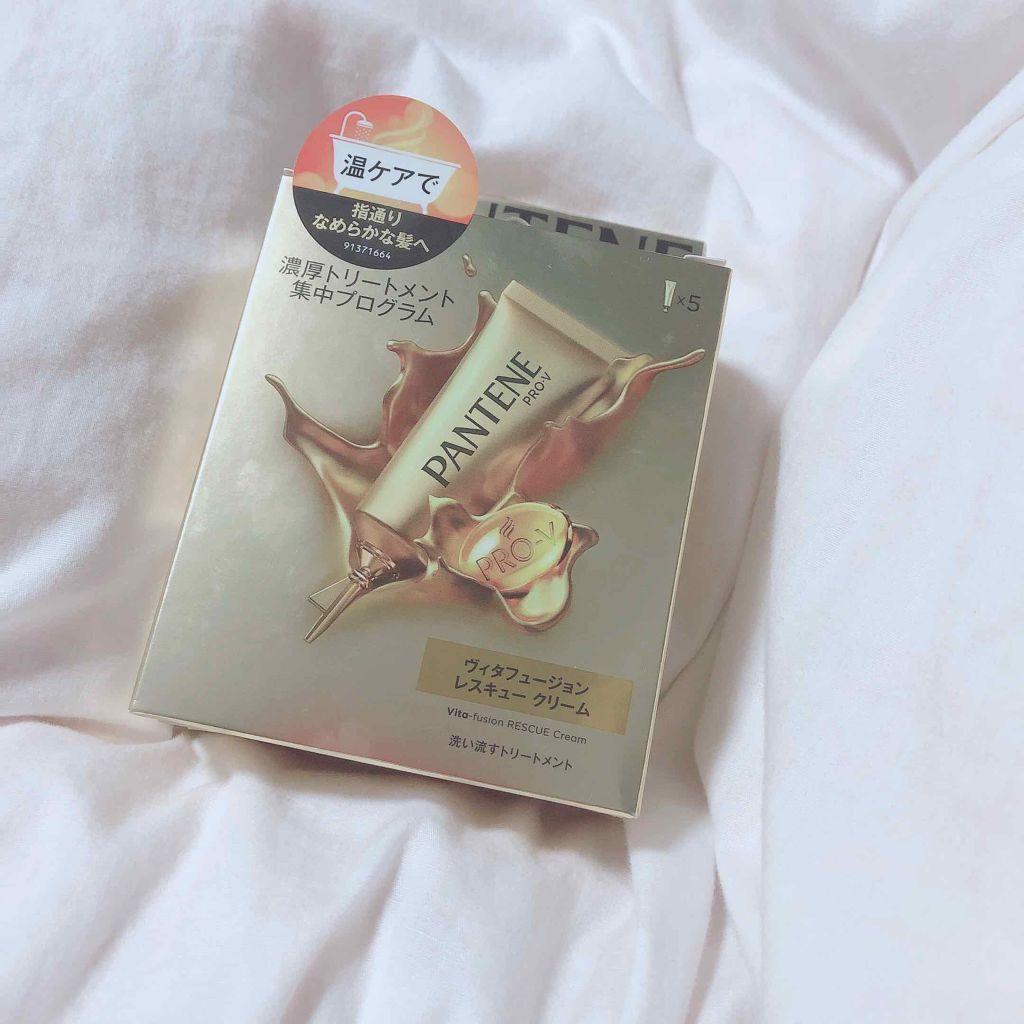 温ケアで
指通り
なめらかな髪へ
91371664
濃厚トリートメント
集中プログラム
×5
PANTENE
PRO-V
PRO-V
ヴィタフュージョン
レスキュー クリーム
Vita-fusion RESCUE Cream
洗い流すトリートメント